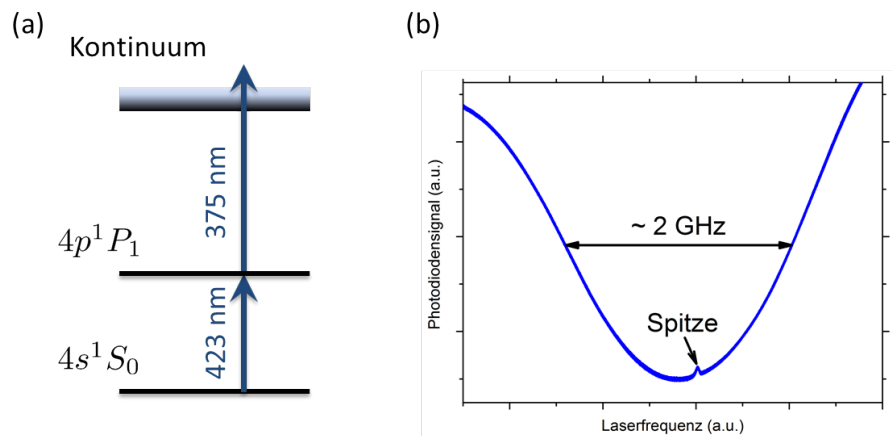 (a)
Kontinuum
375 nm
4p¹P₁
423 nm
4s¹S₀
(b)
Photodiodensignal (a.u.)
~ 2 GHz
Spitze
Laserfrequenz (a.u.)